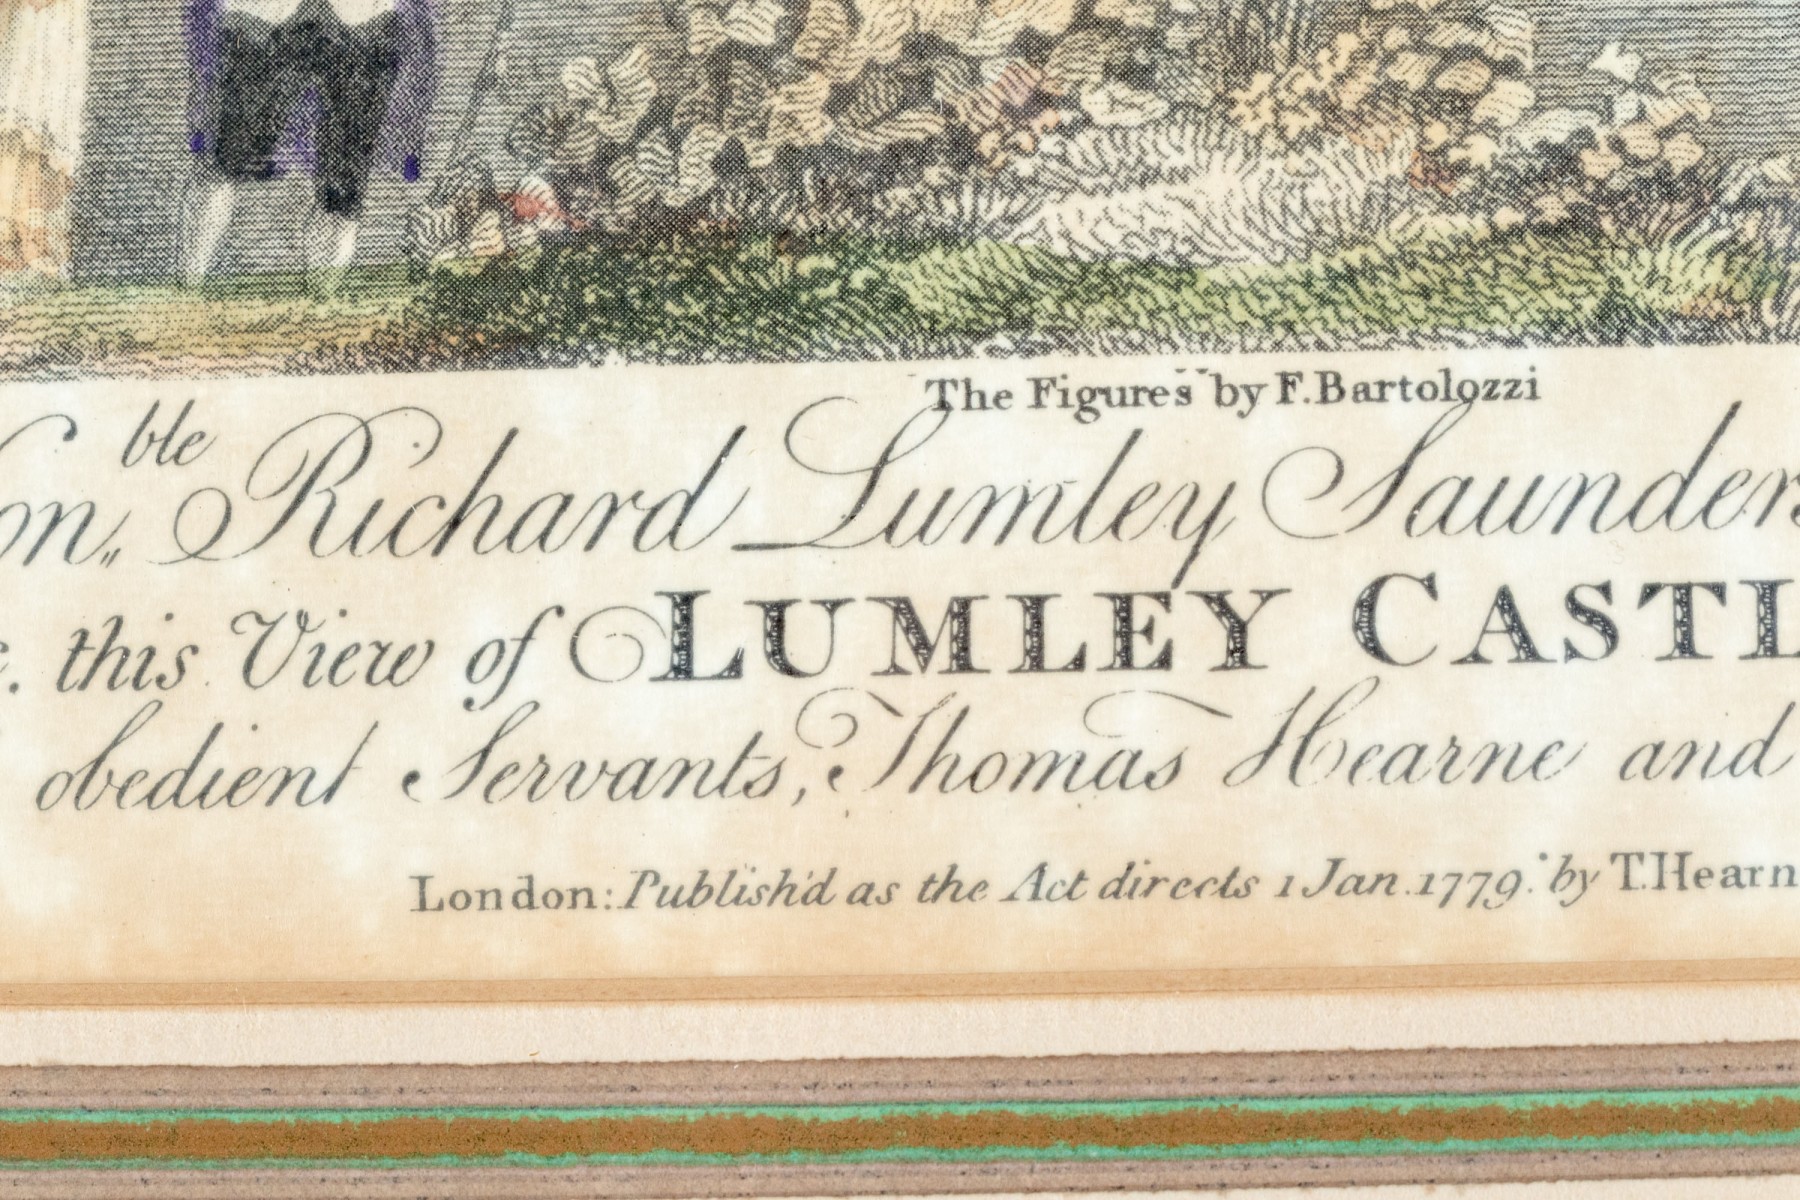 The Figures by F. Bartolozzi
on,, ble Richard Lumley Saunders
c. this View of LUMLEY CASTL
obedient Servants, Thomas Hearne and
London: Publish'd as the Act directs 1 Jan. 1779. by T. Hearn